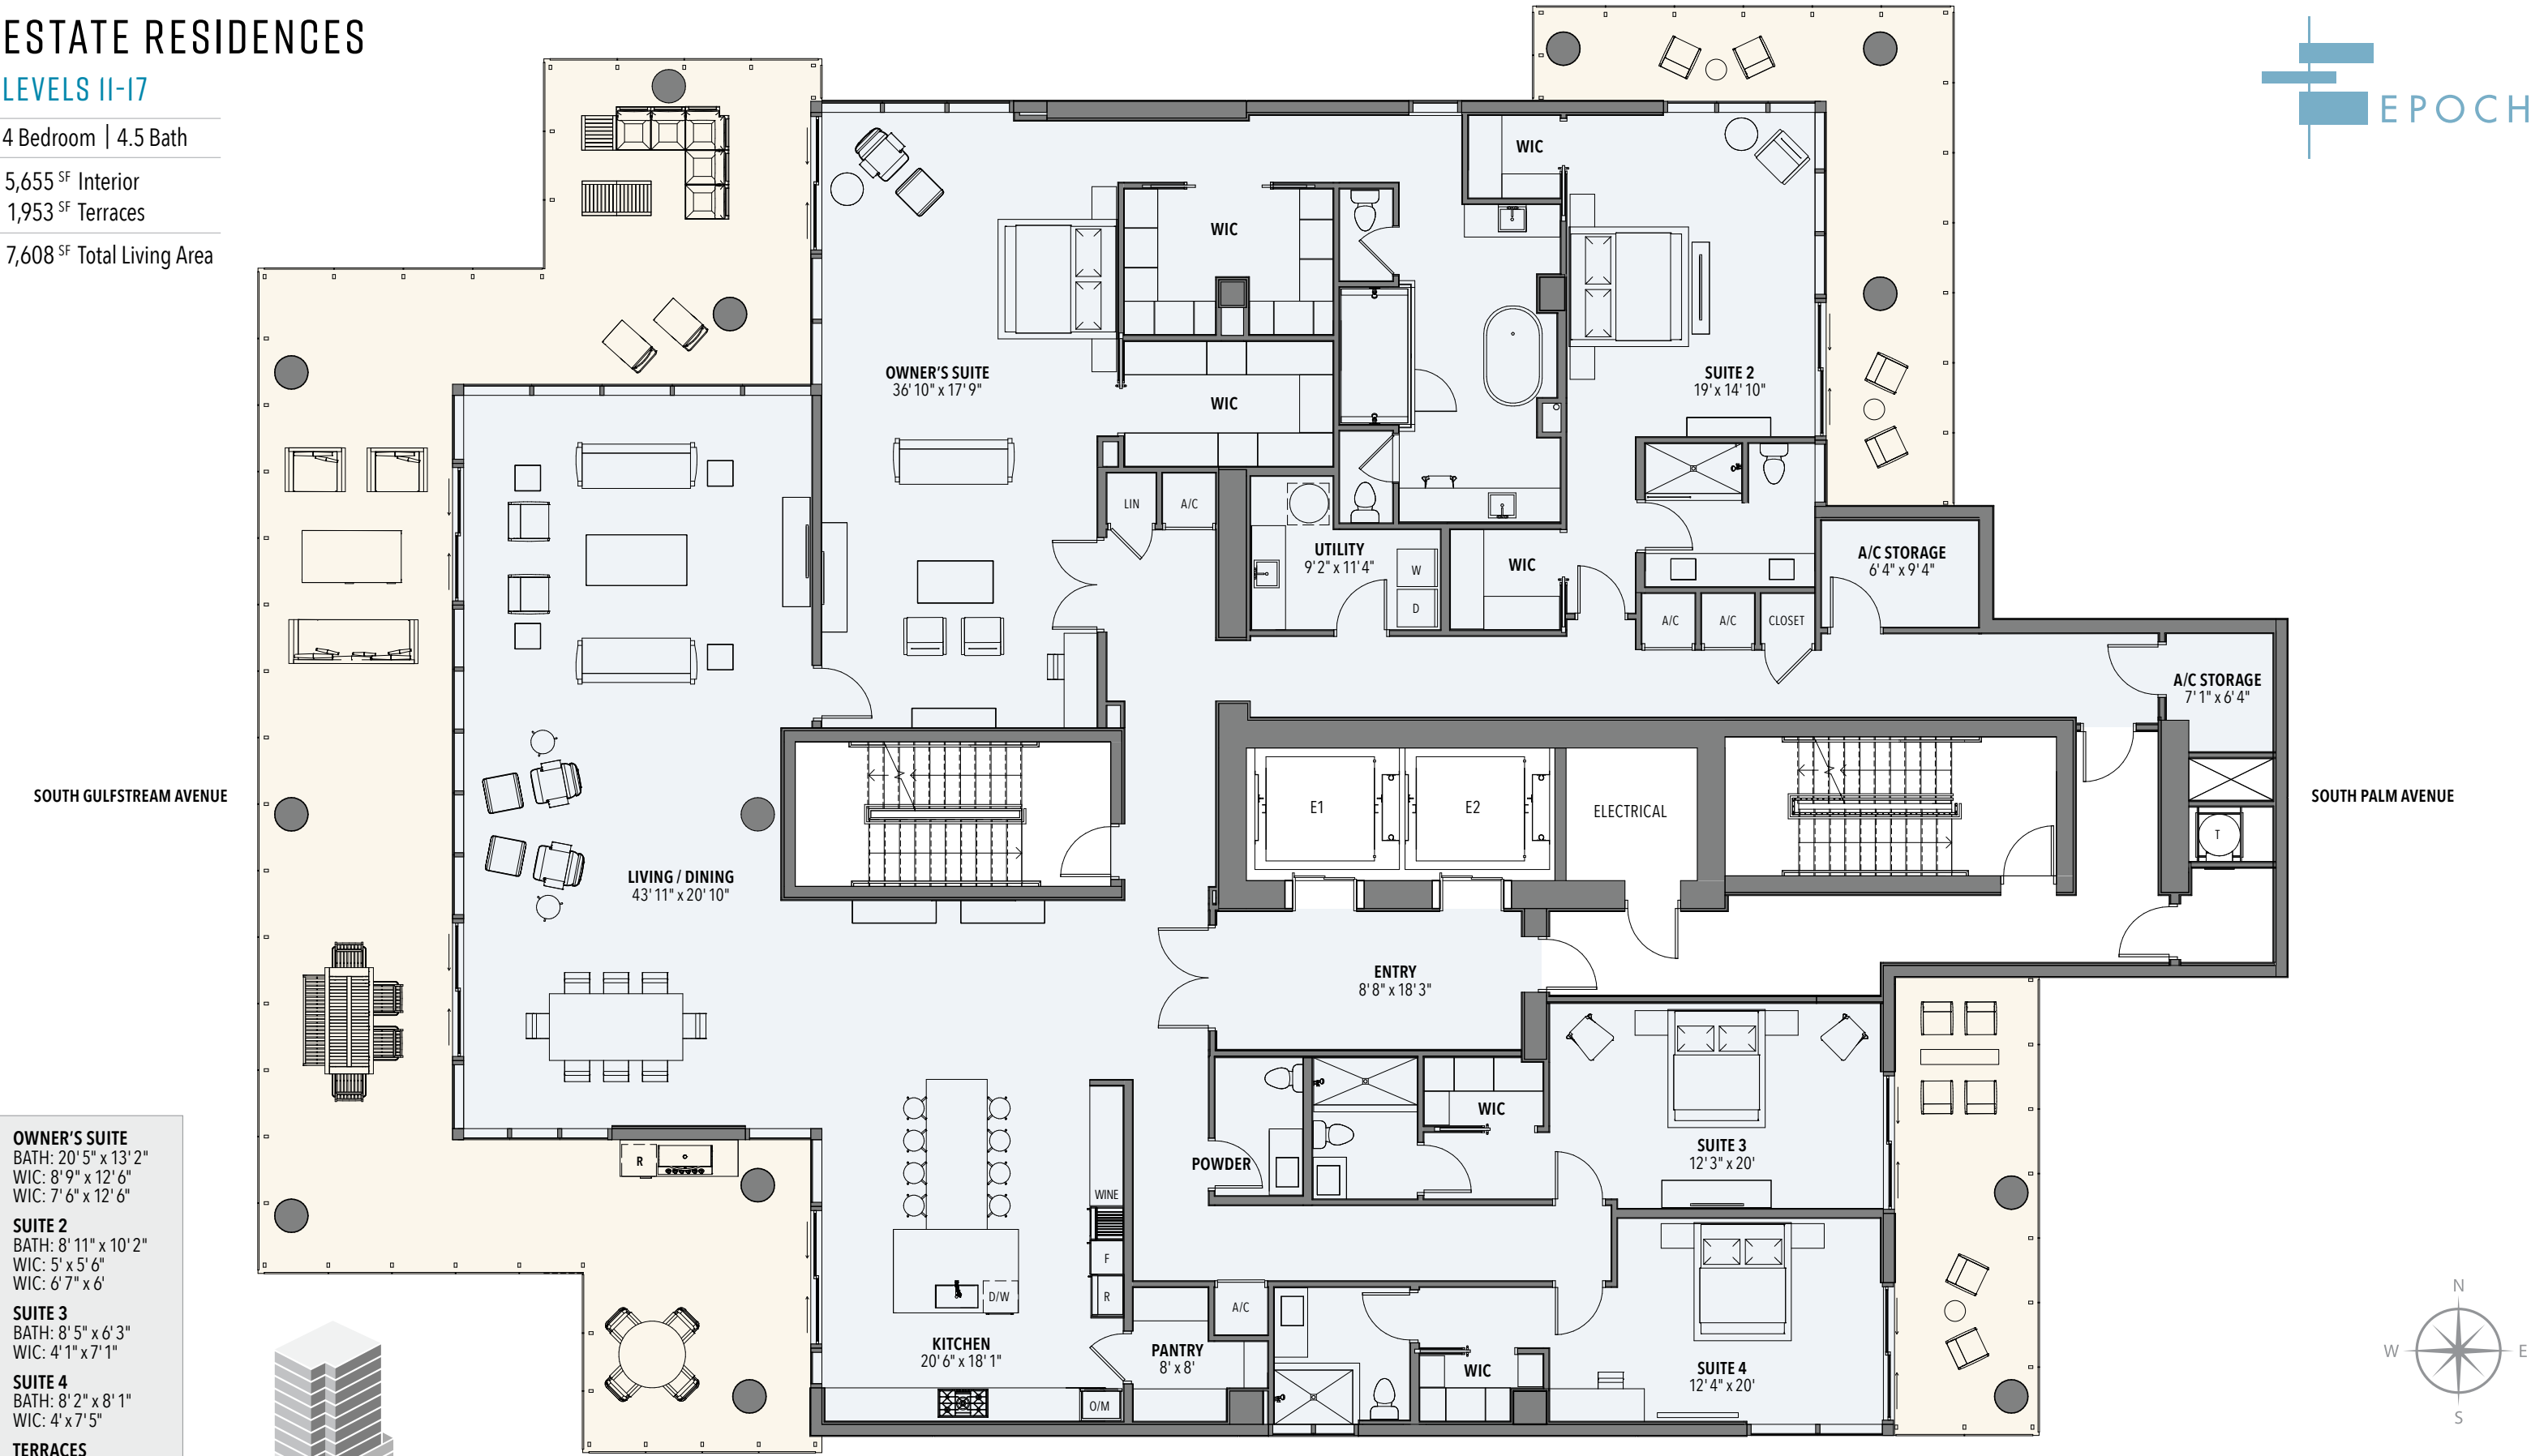 ESTATE RESIDENCES
LEVELS 11-17
4 Bedroom | 4.5 Bath
5,655 SF Interior
1,953 SF Terraces
7,608 SF Total Living Area
EPOCH
WIC
WIC
OWNER'S SUITE
36'10" x 17'9"
WIC
SUITE 2
19' x 14'10"
LIN
A/C
UTILITY
9'2" x 11'4"
W
D
WIC
A/C STORAGE
6'4" x 9'4"
A/C
A/C
CLOSET
A/C STORAGE
7'1" x 6'4"
SOUTH GULFSTREAM AVENUE
E1
E2
ELECTRICAL
SOUTH PALM AVENUE
T
LIVING / DINING
43'11" x 20'10"
ENTRY
8'8" x 18'3"
WIC
SUITE 3
12'3" x 20'
POWDER
R
WINE
F
R
D/W
A/C
KITCHEN
20'6" x 18'1"
PANTRY
8' x 8'
WIC
SUITE 4
12'4" x 20'
O/M
OWNER'S SUITE
BATH: 20'5" x 13'2"
WIC: 8'9" x 12'6"
WIC: 7'6" x 12'6"
SUITE 2
BATH: 8'11" x 10'2"
WIC: 5' x 5'6"
WIC: 6'7" x 6'
SUITE 3
BATH: 8'5" x 6'3"
WIC: 4'1" x 7'1"
SUITE 4
BATH: 8'2" x 8'1"
WIC: 4' x 7'5"
TERRACES
N
W
E
S